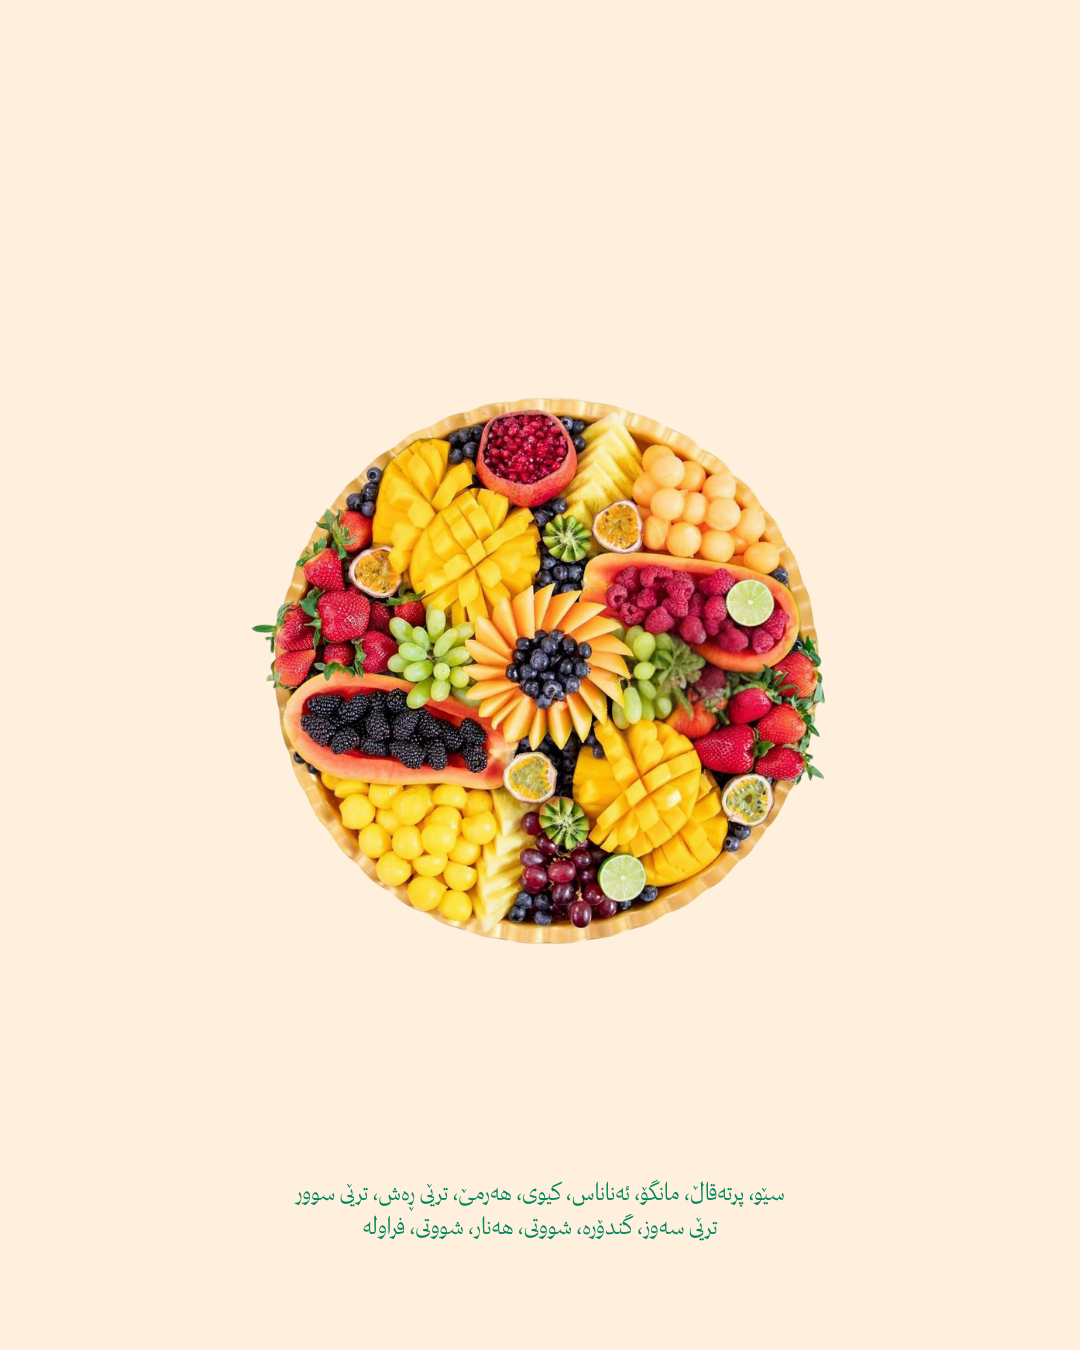 سێو، پرتەقاڵ، مانگۆ، ئەناناس، کیوی، هەرمێ، ترێی ڕەش، ترێی سوور
ترێی سەوز، گندۆرە، شووتی، هەنار، شووتی، فراولە